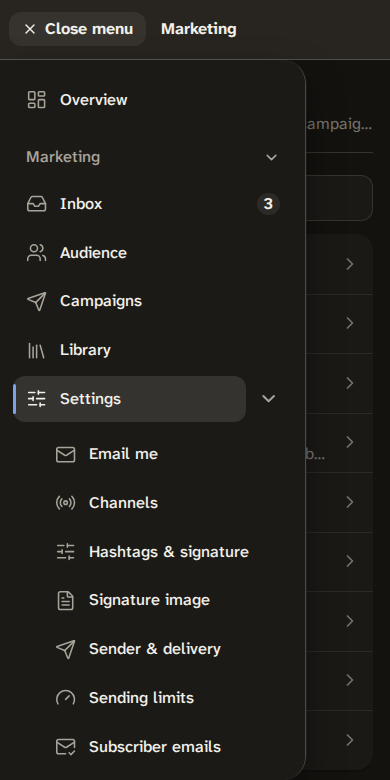 Close menu
Marketing
Overview
ampaig...
Marketing
Inbox
3
Audience
Campaigns
Library
Settings
Email me
b...
Channels
Hashtags & signature
Signature image
Sender & delivery
Sending limits
Subscriber emails